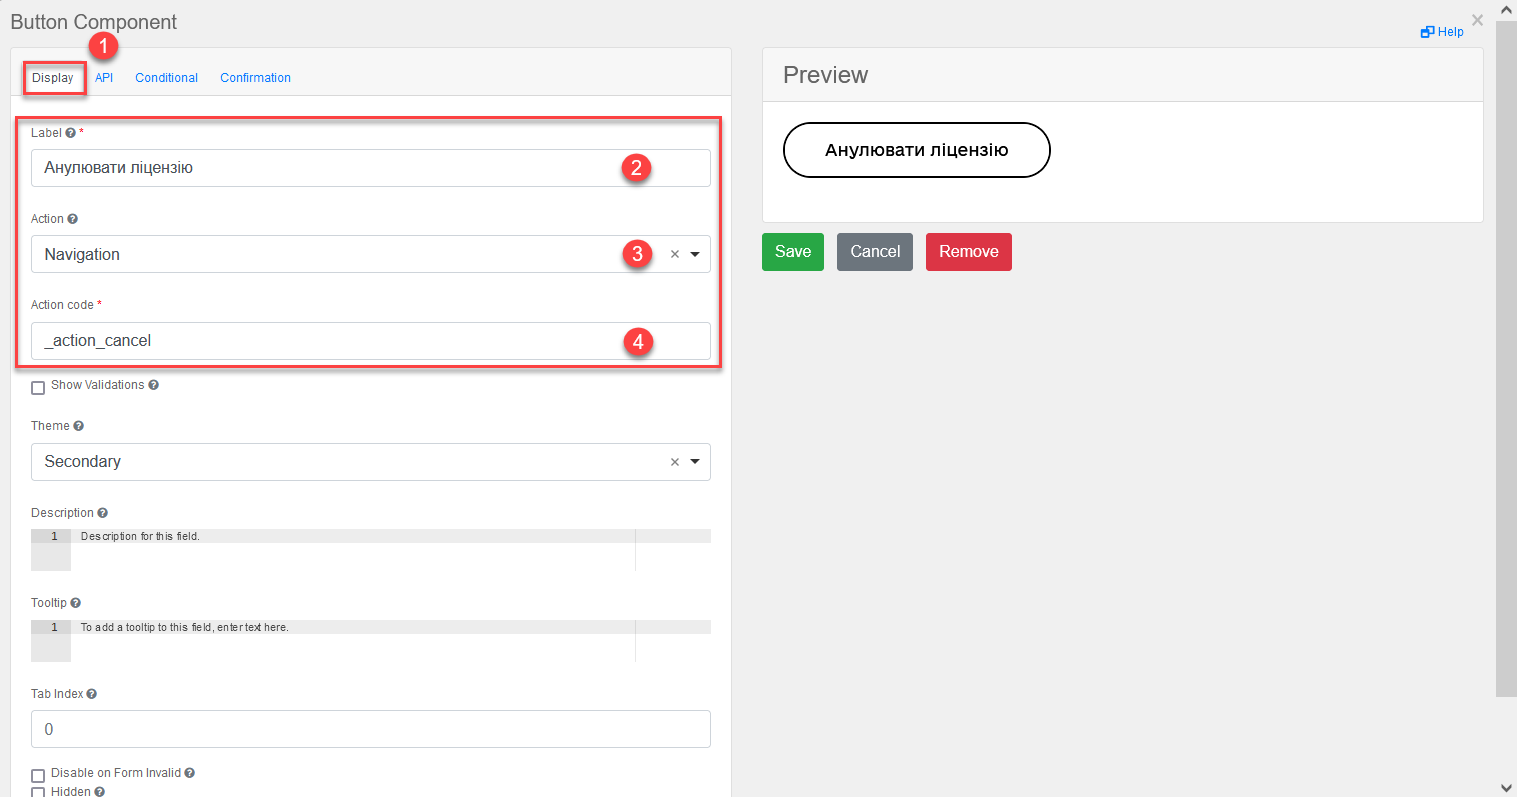 Button Component
×
Help
1
Display API Conditional Confirmation
Label *
Анулювати ліцензію 2
Action
Navigation 3 ×
Action code *
_action_cancel 4
Show Validations
Theme
Secondary ×
Description
1 Description for this field.
Tooltip
1 To add a tooltip to this field, enter text here.
Tab Index
0
Disable on Form Invalid
Hidden
Preview
Анулювати ліцензію
Save Cancel Remove